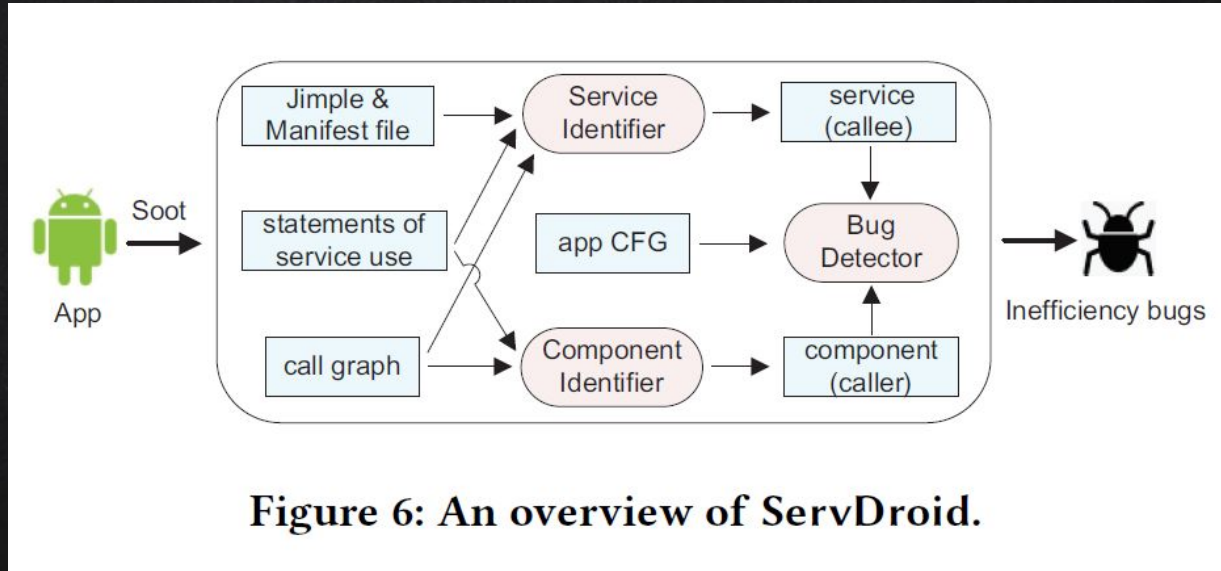 Jimple &
Manifest file
Service
Identifier
service
(callee)
Soot
App
statements of
service use
app CFG
Bug
Detector
Inefficiency bugs
call graph
Component
Identifier
component
(caller)
Figure 6: An overview of ServDroid.